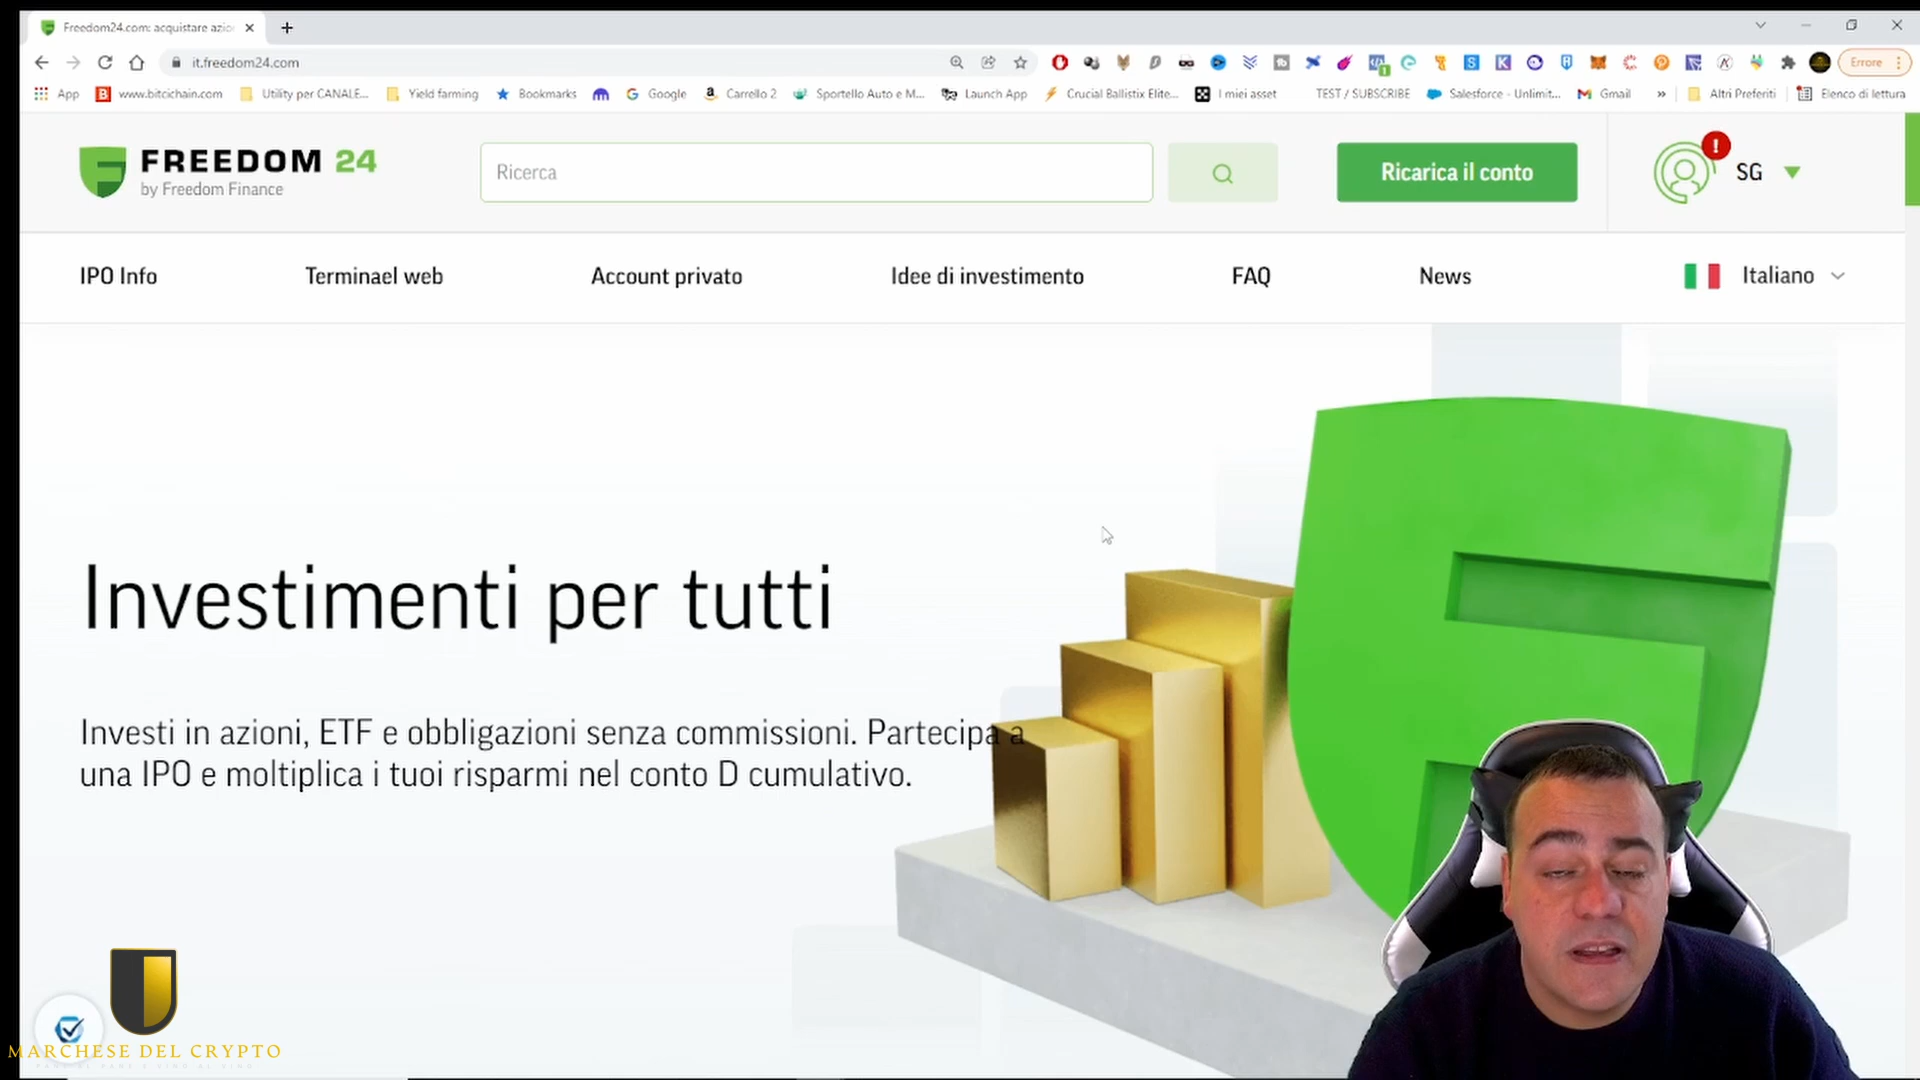 Freedom24.com: acquistare azio
it.freedom24.com
Errore
App
www.bitcichain.com
Utility per CANALE...
Yield farming
Bookmarks
Google
Carrello 2
Sportello Auto e M...
Launch App
Crucial Ballistix Elite...
I miei asset
TEST / SUBSCRIBE
Salesforce - Unlimit...
Gmail
»
Altri Preferiti
Elenco di lettura
FREEDOM 24
by Freedom Finance
Ricerca
Ricarica il conto
!
SG
IPO Info
Terminael web
Account privato
Idee di investimento
FAQ
News
Italiano
Investimenti per tutti
Investi in azioni, ETF e obbligazioni senza commissioni. Partecipa a
una IPO e moltiplica i tuoi risparmi nel conto D cumulativo.
MARCHESE DEL CRYPTO